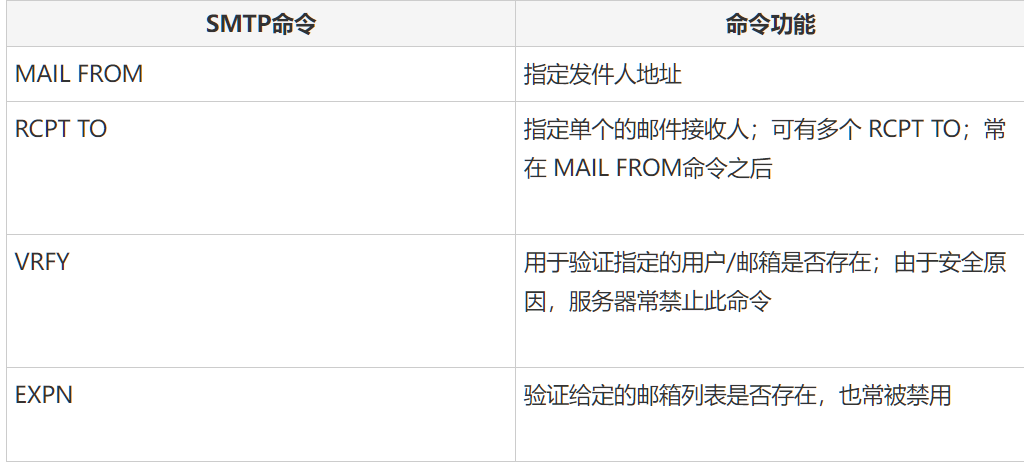 SMTP命令 命令功能
MAIL FROM 指定发件人地址
RCPT TO 指定单个的邮件接收人；可有多个 RCPT TO；常
在 MAIL FROM命令之后
VRFY 用于验证指定的用户/邮箱是否存在；由于安全原
因，服务器常禁止此命令
EXPN 验证给定的邮箱列表是否存在，也常被禁用